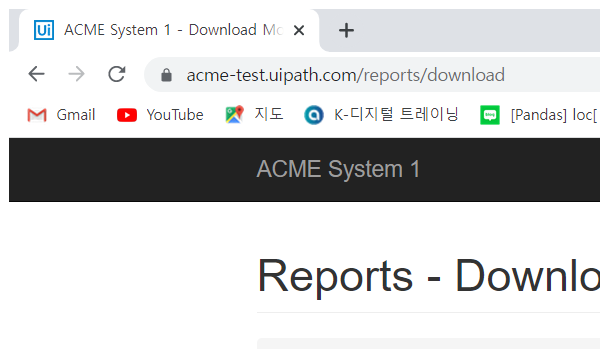 Ui ACME System 1 - Download Mo
acme-test.uipath.com/reports/download
Gmail YouTube 지도 K-디지털 트레이닝 [Pandas] loc[
ACME System 1
Reports - Downlo